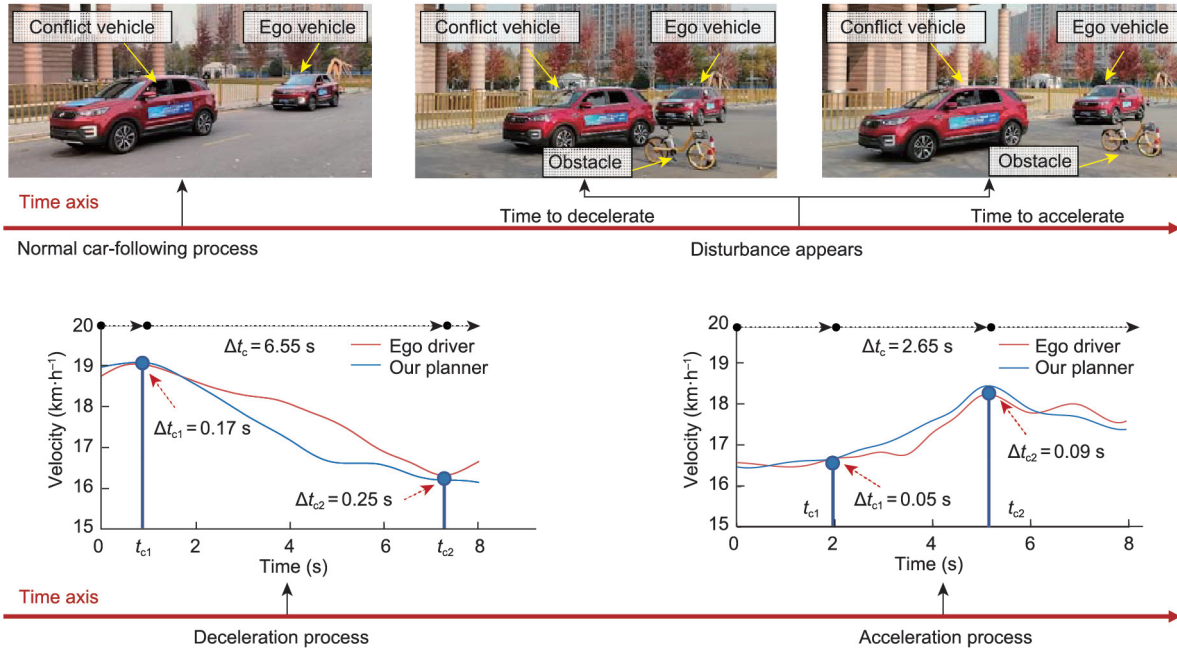 Conflict vehicle
Ego vehicle
Conflict vehicle
Ego vehicle
Obstacle
Conflict vehicle
Ego vehicle
Obstacle
Time axis
Time to decelerate
Time to accelerate
Normal car-following process
Disturbance appears
Velocity (km·h⁻¹)
20
19
18
17
16
15
Δtc = 6.55 s
Ego driver
Our planner
Δtc1 = 0.17 s
Δtc2 = 0.25 s
0
tc1
2
4
6
tc2
8
Time (s)
Velocity (km·h⁻¹)
20
19
18
17
16
15
Δtc = 2.65 s
Ego driver
Our planner
Δtc2 = 0.09 s
Δtc1 = 0.05 s
tc1
tc2
0
2
4
6
8
Time (s)
Time axis
Deceleration process
Acceleration process